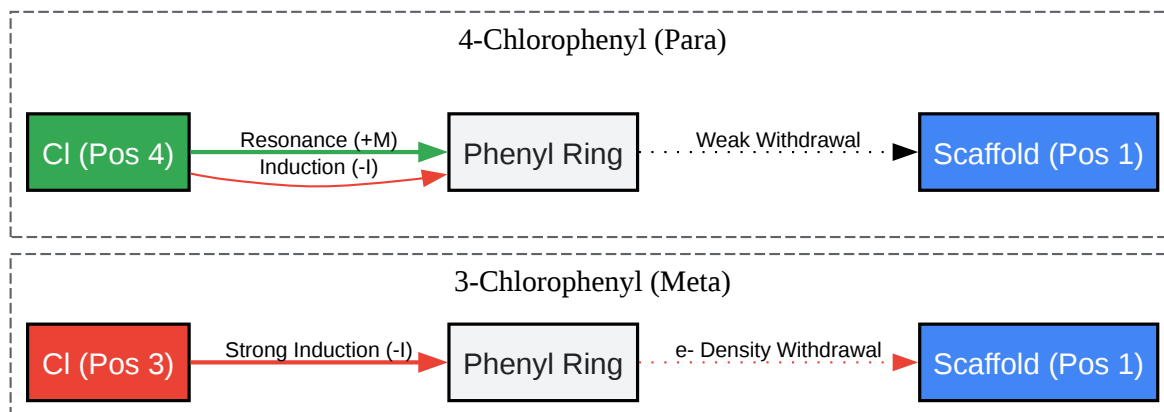 4-Chlorophenyl (Para)
Cl (Pos 4)
Resonance (+M)
Induction (-I)
Phenyl Ring
Weak Withdrawal
Scaffold (Pos 1)
3-Chlorophenyl (Meta)
Cl (Pos 3)
Strong Induction (-I)
Phenyl Ring
e- Density Withdrawal
Scaffold (Pos 1)